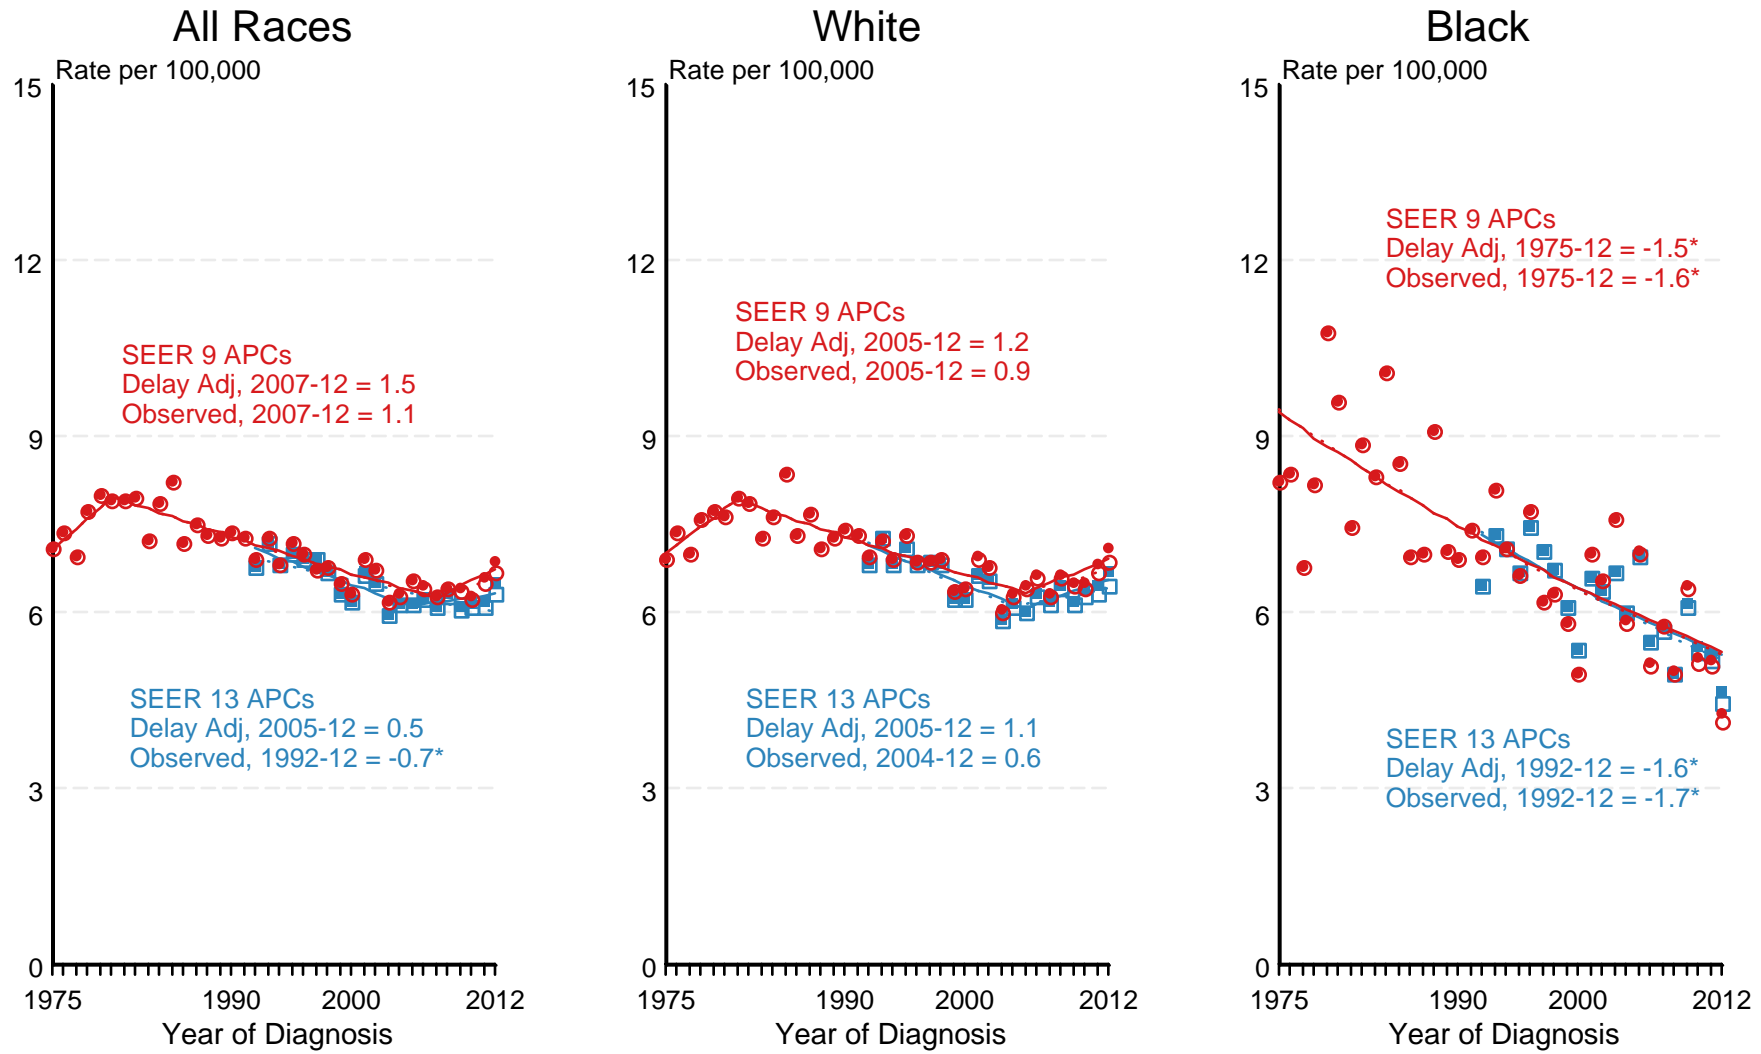 All Races
Rate per 100,000
15
12
9
6
3
0
SEER 9 APCs
Delay Adj, 2007-12 = 1.5
Observed, 2007-12 = 1.1
SEER 13 APCs
Delay Adj, 2005-12 = 0.5
Observed, 1992-12 = -0.7*
1975 1990 2000 2012
Year of Diagnosis
White
Rate per 100,000
15
12
9
6
3
0
SEER 9 APCs
Delay Adj, 2005-12 = 1.2
Observed, 2005-12 = 0.9
SEER 13 APCs
Delay Adj, 2005-12 = 1.1
Observed, 2004-12 = 0.6
1975 1990 2000 2012
Year of Diagnosis
Black
Rate per 100,000
15
12
9
6
3
0
SEER 9 APCs
Delay Adj, 1975-12 = -1.5*
Observed, 1975-12 = -1.6*
SEER 13 APCs
Delay Adj, 1992-12 = -1.6*
Observed, 1992-12 = -1.7*
1975 1990 2000 2012
Year of Diagnosis